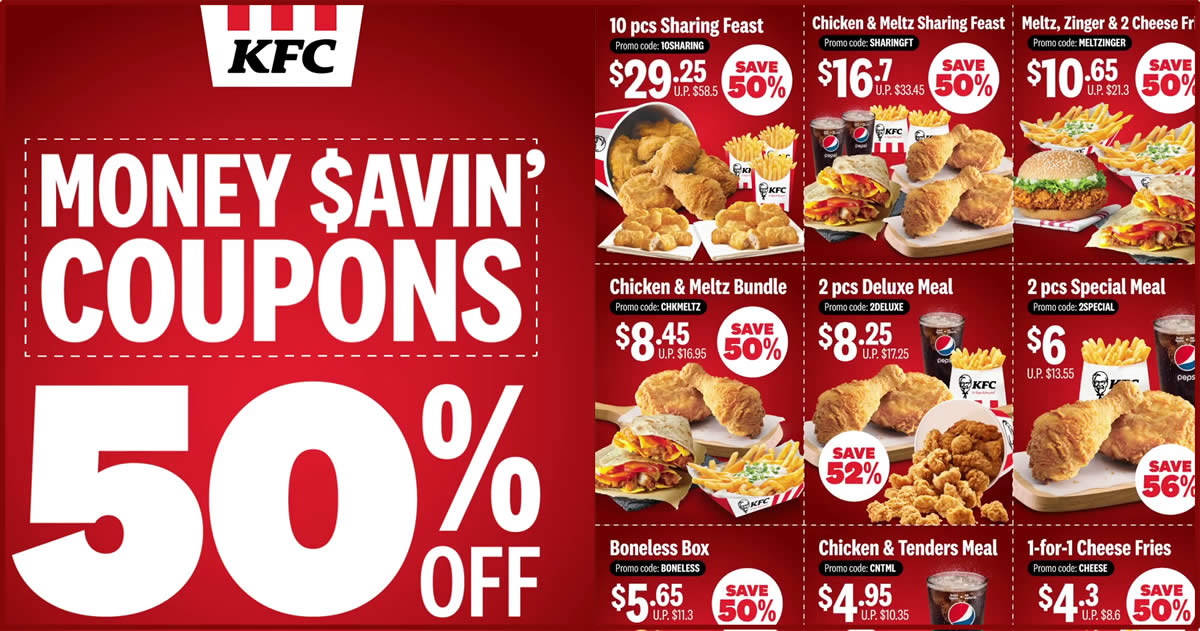 KFC
MONEY $AVIN'
COUPONS
50%
OFF
10 pcs Sharing Feast
Promo code: 10SHARING
$29.25
U.P. $58.5
SAVE
50%
KFC
Chicken & Meltz Sharing Feast
Promo code: SHARINGFT
$16.7
U.P. $33.45
SAVE
50%
pepsi
KFC
Meltz, Zinger & 2 Cheese Fr
Promo code: MELTZINGER
$10.65
U.P. $21.3
SAVE
50%
Chicken & Meltz Bundle
Promo code: CHKMELTZ
$8.45
U.P. $16.95
SAVE
50%
KFC
2 pcs Deluxe Meal
Promo code: 2DELUXE
$8.25
U.P. $17.25
pepsi
KFC
SAVE
52%
2 pcs Special Meal
Promo code: 2SPECIAL
$6
U.P. $13.55
pepsi
KFC
SAVE
56%
Boneless Box
Promo code: BONELESS
$5.65
U.P. $11.3
SAVE
50%
Chicken & Tenders Meal
Promo code: CNTML
$4.95
U.P. $10.35
1-for-1 Cheese Fries
Promo code: CHEESE
$4.3
U.P. $8.6
SAVE
50%